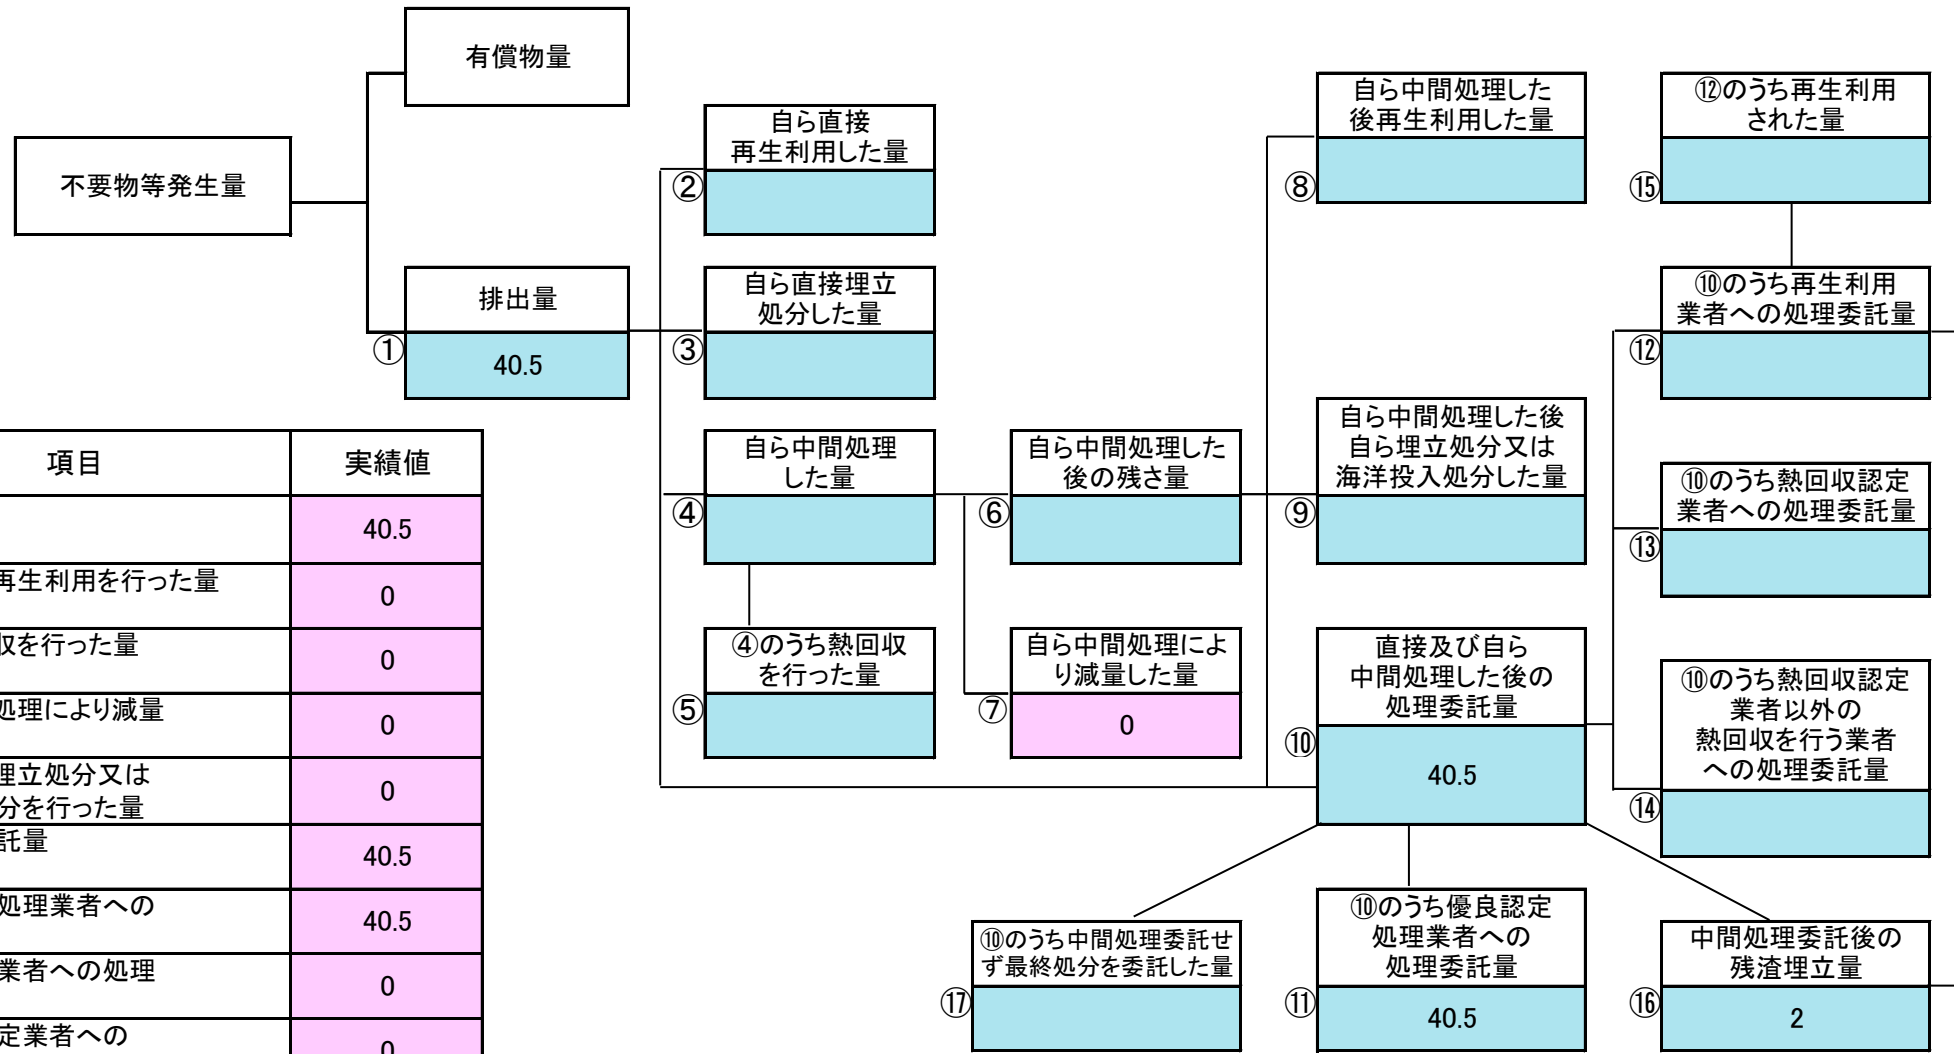 有償物量
不要物等発生量
排出量
①
40.5
自ら直接
再生利用した量
②
自ら直接埋立
処分した量
③
自ら中間処理
した量
④
④のうち熱回収
を行った量
⑤
自ら中間処理した
後の残さ量
⑥
自ら中間処理によ
り減量した量
⑦
0
自ら中間処理した
後再生利用した量
⑧
自ら中間処理した後
自ら埋立処分又は
海洋投入処分した量
⑨
直接及び自ら
中間処理した後の
処理委託量
⑩
40.5
⑫のうち再生利用
された量
⑮
⑩のうち再生利用
業者への処理委託量
⑫
⑩のうち熱回収認定
業者への処理委託量
⑬
⑩のうち熱回収認定
業者以外の
熱回収を行う業者
への処理委託量
⑭
⑩のうち中間処理委託せ
ず最終処分を委託した量
⑰
⑩のうち優良認定
処理業者への
処理委託量
⑪
40.5
中間処理委託後の
残渣埋立量
⑯
2
項目 実績値
40.5
再生利用を行った量
0
収を行った量
0
処理により減量
0
埋立処分又は
分を行った量
0
託量
40.5
処理業者への
40.5
業者への処理
0
定業者への
0